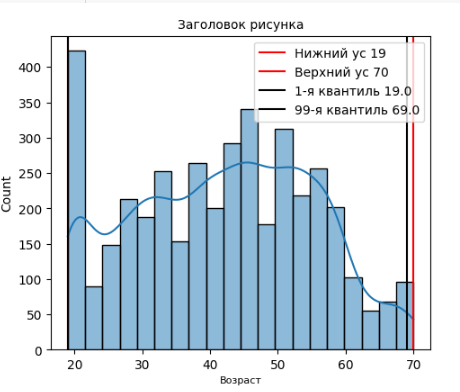 Заголовок рисунка
Нижний ус 19
Верхний ус 70
1-я квантиль 19.0
99-я квантиль 69.0
Count
400
350
300
250
200
150
100
50
0
20 30 40 50 60 70
Возраст